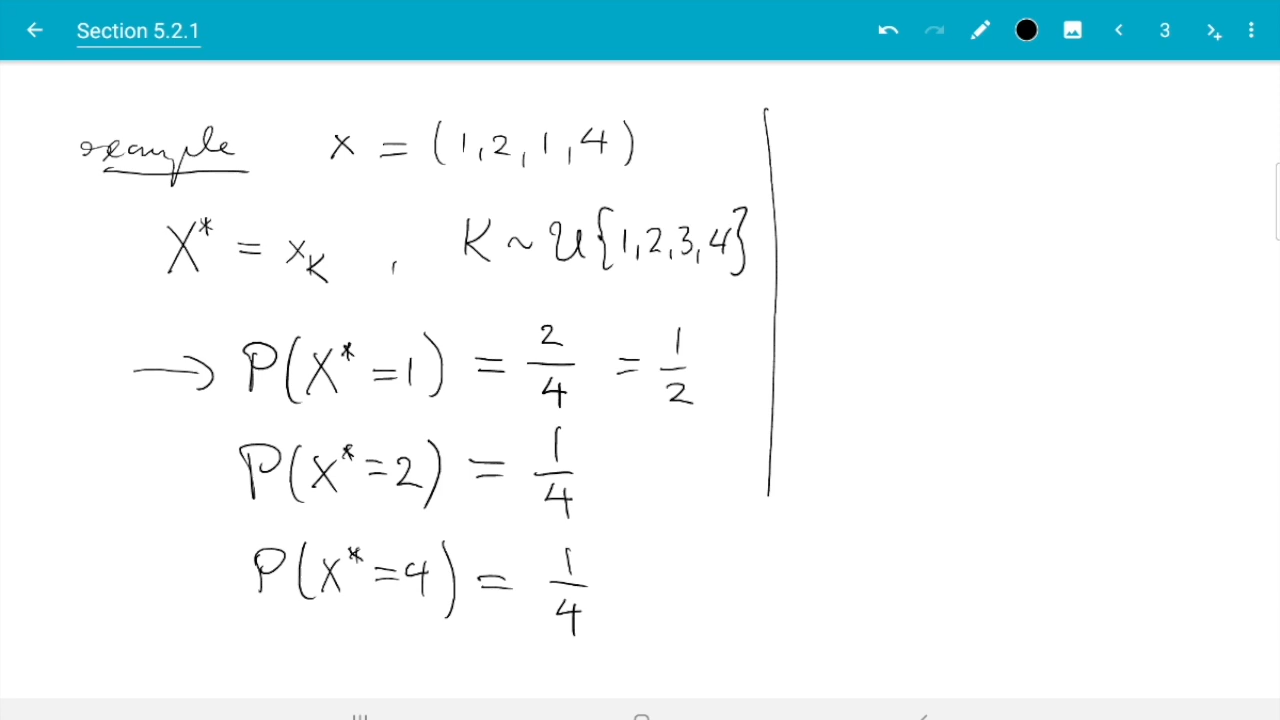 Section 5.2.1
3
example x = (1,2,1,4)
X* = x_K , K ~ U{1,2,3,4}
→ P(X* = 1) = 2/4 = 1/2
P(X* = 2) = 1/4
P(X* = 4) = 1/4